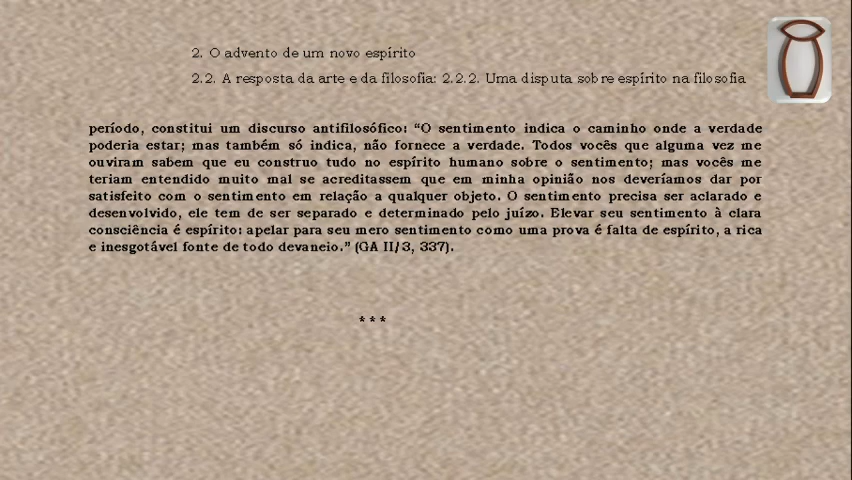 2. O advento de um novo espírito
2.2. A resposta da arte e da filosofia: 2.2.2. Uma disputa sobre espírito na filosofia
período, constitui um discurso antifilosófico: “O sentimento indica o caminho onde a verdade
poderia estar; mas também só indica, não fornece a verdade. Todos vocês que alguma vez me
ouviram sabem que eu construo tudo no espírito humano sobre o sentimento; mas vocês me
teriam entendido muito mal se acreditassem que em minha opinião nos deveríamos dar por
satisfeito com o sentimento em relação a qualquer objeto. O sentimento precisa ser aclarado e
desenvolvido, ele tem de ser separado e determinado pelo juízo. Elevar seu sentimento à clara
consciência é espírito: apelar para seu mero sentimento como uma prova é falta de espírito, a rica
e inesgotável fonte de todo devaneio.” (GA II/3, 337).
* * *